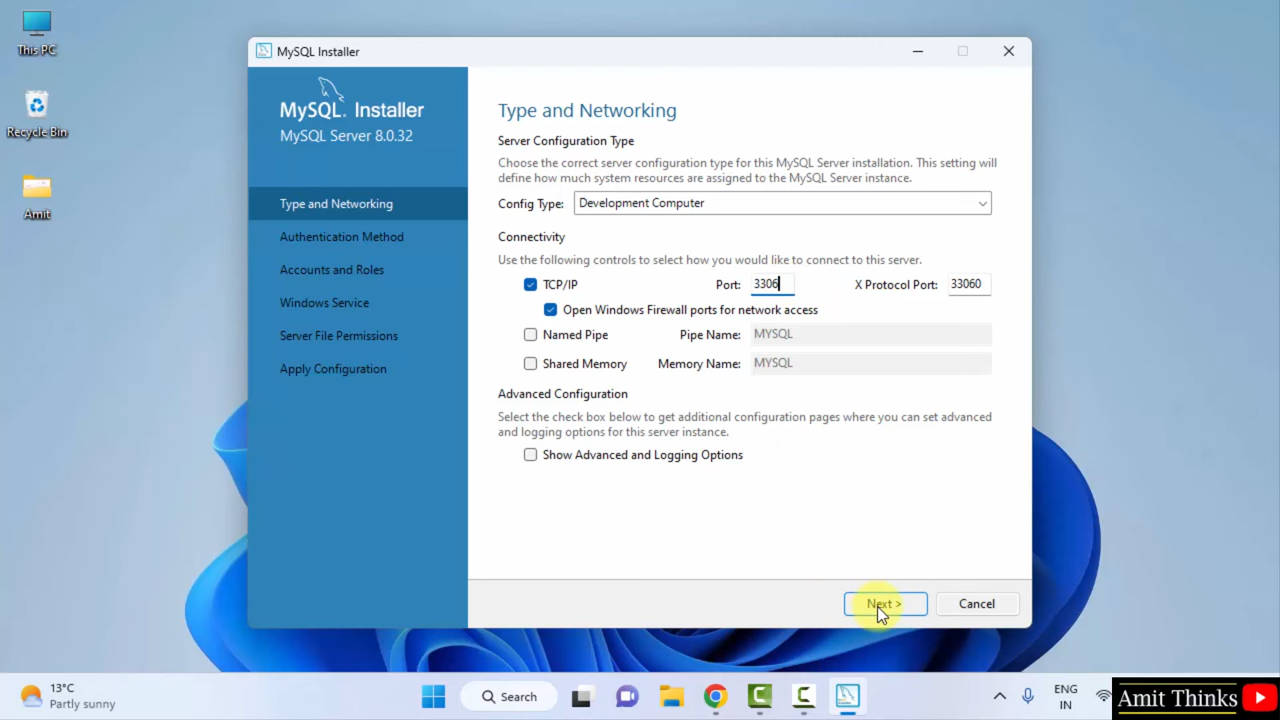 This PC
Recycle Bin
Amit
MySQL Installer
MySQL. Installer
MySQL Server 8.0.32
Type and Networking
Authentication Method
Accounts and Roles
Windows Service
Server File Permissions
Apply Configuration
Type and Networking
Server Configuration Type
Choose the correct server configuration type for this MySQL Server installation. This setting will
define how much system resources are assigned to the MySQL Server instance.
Config Type: Development Computer
Connectivity
Use the following controls to select how you would like to connect to this server.
TCP/IP Port: 3306 X Protocol Port: 33060
Open Windows Firewall ports for network access
Named Pipe Pipe Name: MYSQL
Shared Memory Memory Name: MYSQL
Advanced Configuration
Select the check box below to get additional configuration pages where you can set advanced
and logging options for this server instance.
Show Advanced and Logging Options
Next > Cancel
13°C
Partly sunny
Search
ENG
IN
Amit Thinks